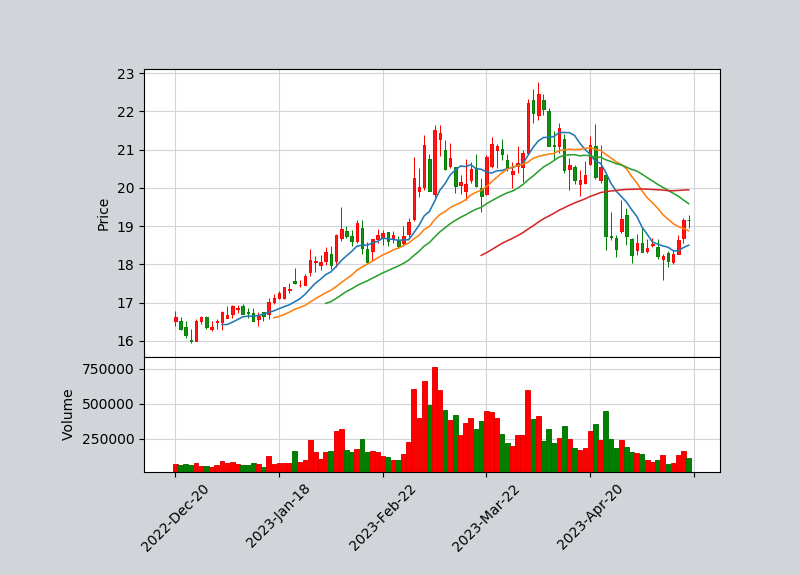 23
22
21
20
19
18
17
16
Price
750000
500000
250000
Volume
2022-Dec-20
2023-Jan-18
2023-Feb-22
2023-Mar-22
2023-Apr-20